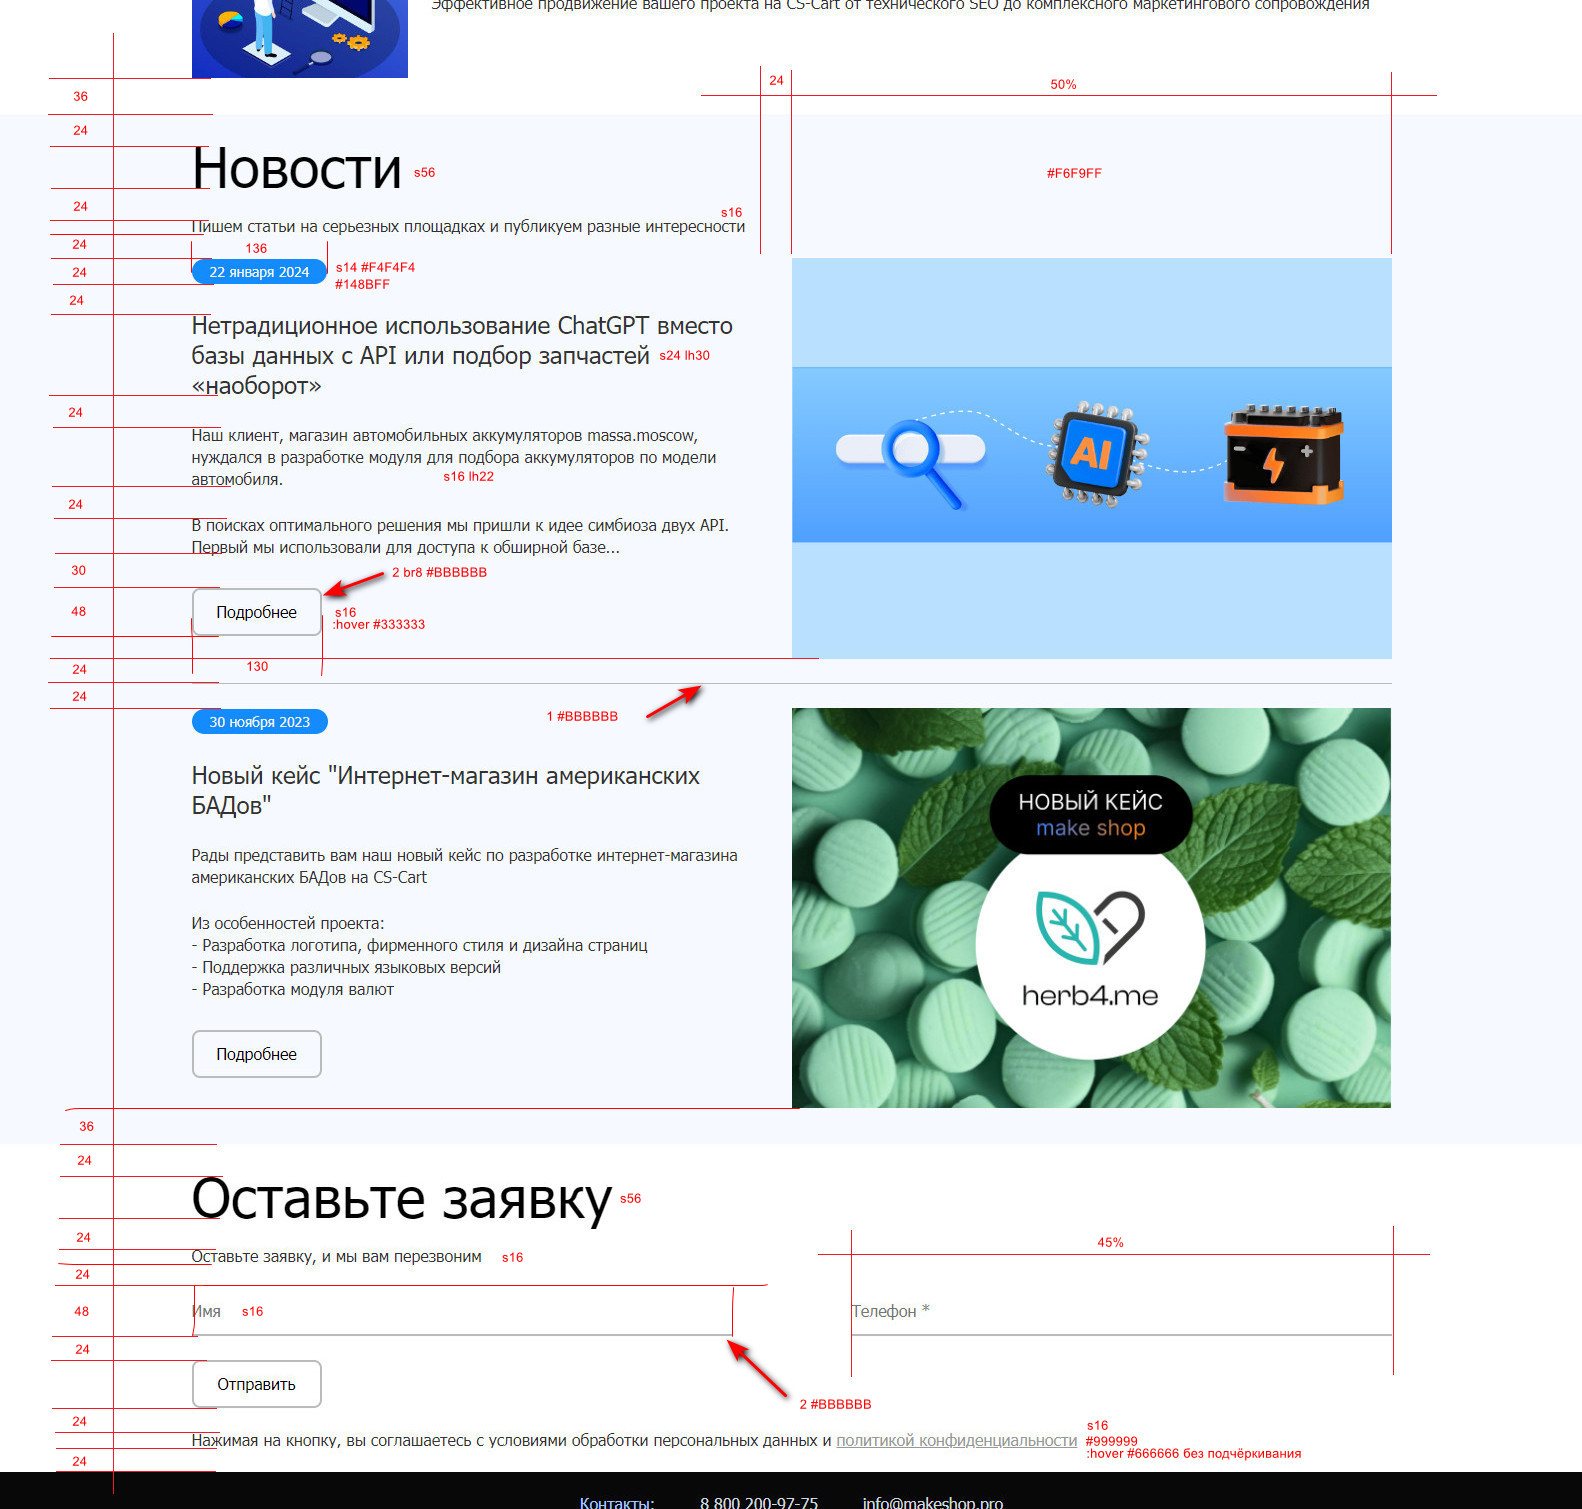 Эффективное продвижение вашего проекта на CS-Cart от технического SEO до комплексного маркетингового сопровождения
24
50%
36
24
Новости s56
#F6F9FF
24
s16
Пишем статьи на серьезных площадках и публикуем разные интересности
24
136
24
22 января 2024
s14 #F4F4F4
#148BFF
24
Нетрадиционное использование ChatGPT вместо
базы данных с API или подбор запчастей s24 lh30
«наоборот»
24
Наш клиент, магазин автомобильных аккумуляторов massa.moscow,
нуждался в разработке модуля для подбора аккумуляторов по модели
автомобиля.
s16 lh22
AI
24
В поисках оптимального решения мы пришли к идее симбиоза двух API.
Первый мы использовали для доступа к обширной базе...
30
2 br8 #BBBBBB
48
Подробнее
s16
:hover #333333
24
130
24
1 #BBBBBB
30 ноября 2023
Новый кейс "Интернет-магазин американских
БАДов"
НОВЫЙ КЕЙС
make shop
Рады представить вам наш новый кейс по разработке интернет-магазина
американских БАДов на CS-Cart
Из особенностей проекта:
- Разработка логотипа, фирменного стиля и дизайна страниц
- Поддержка различных языковых версий
- Разработка модуля валют
herb4.me
Подробнее
36
24
Оставьте заявку s56
24
45%
Оставьте заявку, и мы вам перезвоним s16
24
48
Имя s16
Телефон *
24
Отправить
2 #BBBBBB
24
s16
Нажимая на кнопку, вы соглашаетесь с условиями обработки персональных данных и политикой конфиденциальности #999999
:hover #666666 без подчёркивания
24
Контакты: 8 800 200-97-75 info@makeshop.pro